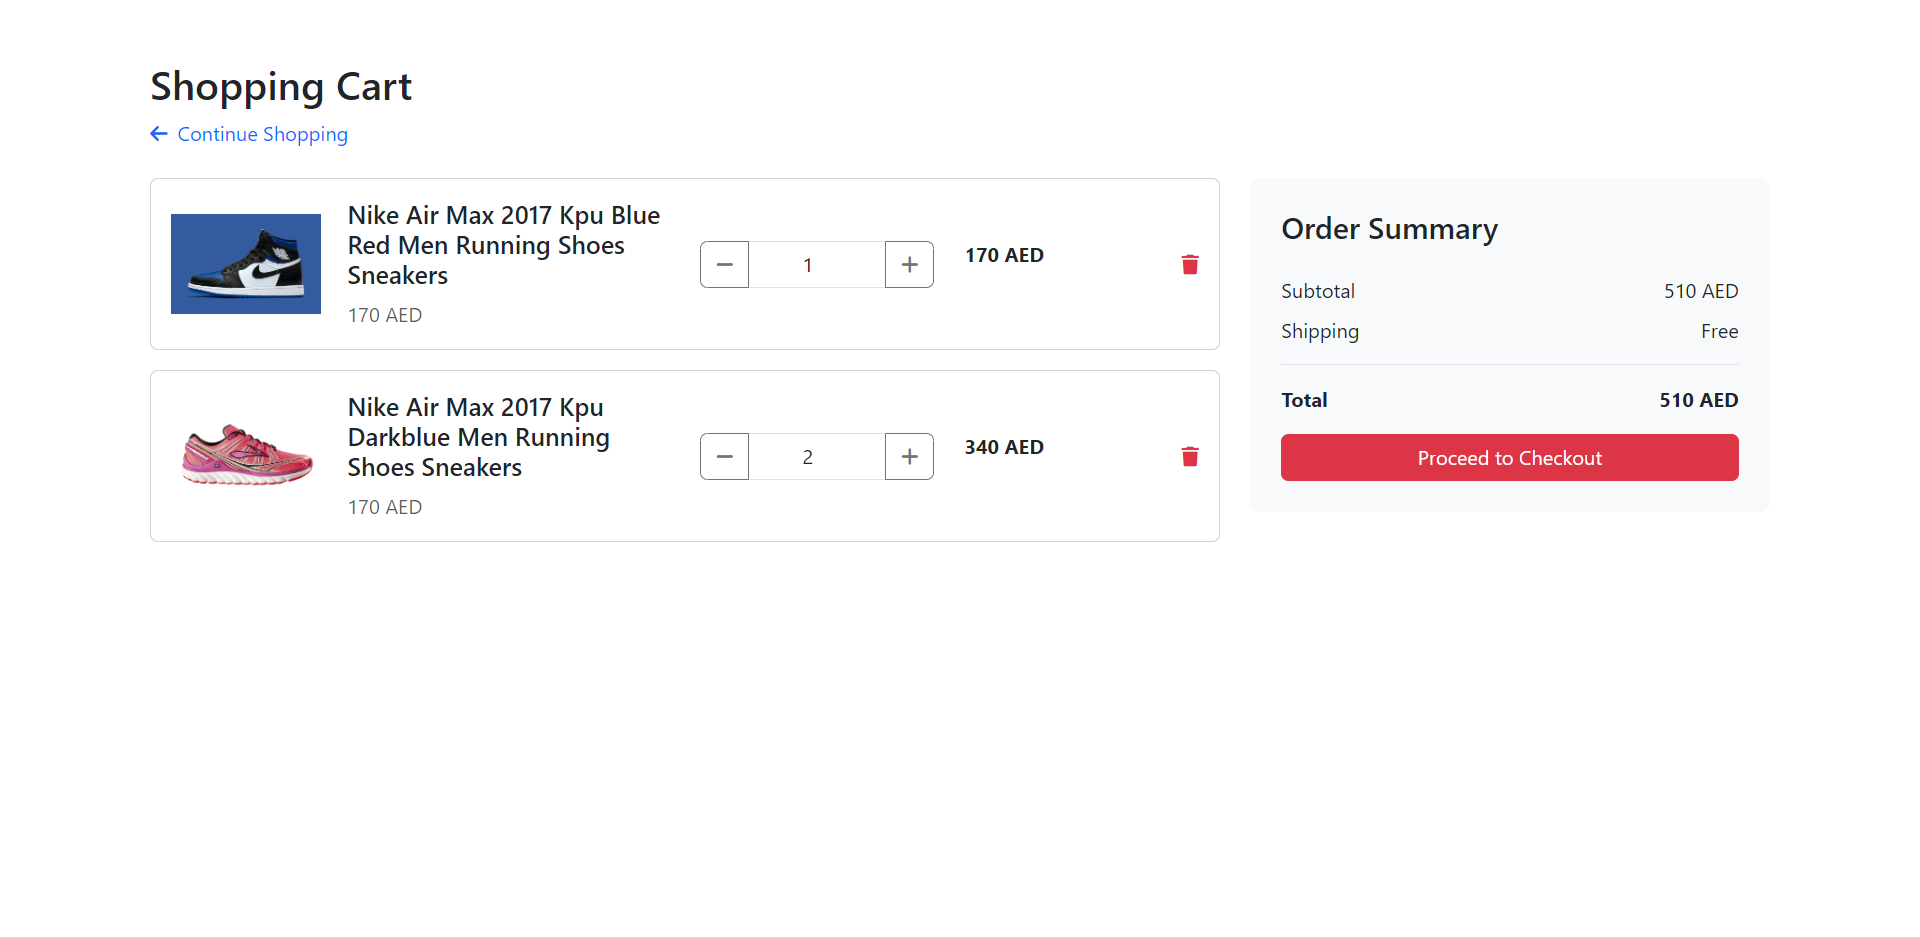 Shopping Cart
Continue Shopping
Nike Air Max 2017 Kpu Blue
Red Men Running Shoes
Sneakers
170 AED
1
170 AED
Nike Air Max 2017 Kpu
Darkblue Men Running
Shoes Sneakers
170 AED
2
340 AED
Order Summary
Subtotal 510 AED
Shipping Free
Total 510 AED
Proceed to Checkout